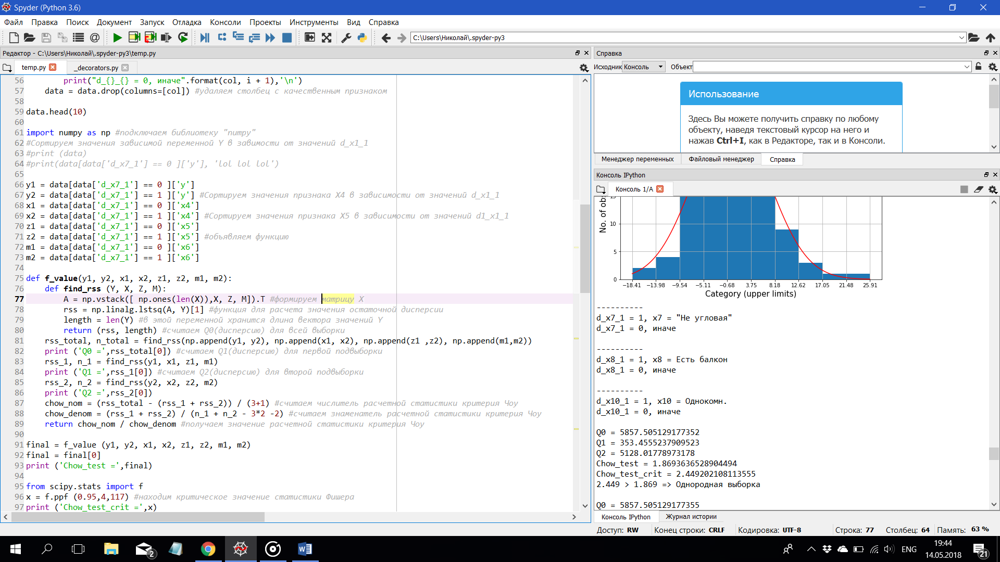 Spyder (Python 3.6)
Файл Правка Поиск Документ Запуск Отладка Консоли Проекты Инструменты Вид Справка
C:\Users\Николай\.spyder-py3
Редактор - C:\Users\Николай\.spyder-py3\temp.py
temp.py _decorators.py
56 print("d_{}_{} = 0, иначе".format(col, i + 1),'\n')
57 data = data.drop(columns=[col]) #удаляем столбец с качественным признаком
58
59 data.head(10)
60
61 import numpy as np #подключаем библиотеку "numpy"
62 #Сортируем значения зависимой переменной Y в завимости от значений d_x1_1
63 #print (data)
64 #print(data[data['d_x7_1'] == 0 ]['y'], 'lol lol lol')
65
66 y1 = data[data['d_x7_1'] == 0 ]['y']
67 y2 = data[data['d_x7_1'] == 1 ]['y'] #Сортируем значения признака X4 в зависимости от значений d_x1_1
68 x1 = data[data['d_x7_1'] == 0 ]['x4']
69 x2 = data[data['d_x7_1'] == 1 ]['x4'] #Сортируем значения признака X5 в зависимости от значений d1_x1_1
70 z1 = data[data['d_x7_1'] == 0 ]['x5']
71 z2 = data[data['d_x7_1'] == 1 ]['x5'] #объявляем функцию
72 m1 = data[data['d_x7_1'] == 0 ]['x6']
73 m2 = data[data['d_x7_1'] == 1 ]['x6']
74
75 def f_value(y1, y2, x1, x2, z1, z2, m1, m2):
76 def find_rss (Y, X, Z, M):
77 A = np.vstack([ np.ones(len(X)),X, Z, M]).T #формируем матрицу X
78 rss = np.linalg.lstsq(A, Y)[1] #функция для расчета значения остаточной дисперсии
79 length = len(Y) #в этой переменной хранится длина вектора значений Y
80 return (rss, length) #считаем Q0(дисперсию) для всей выборки
81 rss_total, n_total = find_rss(np.append(y1, y2), np.append(x1, x2), np.append(z1 ,z2), np.append(m1,m2))
82 print ('Q0 =',rss_total[0]) #считаем Q1(дисперсию) для первой подвыборки
83 rss_1, n_1 = find_rss(y1, x1, z1, m1)
84 print ('Q1 =',rss_1[0]) #считаем Q2(дисперсию) для второй подвыборки
85 rss_2, n_2 = find_rss(y2, x2, z2, m2)
86 print ('Q2 =',rss_2[0])
87 chow_nom = (rss_total - (rss_1 + rss_2)) / (3+1) #считаем числитель расчетной статистики критерия Чоу
88 chow_denom = (rss_1 + rss_2) / (n_1 + n_2 - 3*2 -2) #считаем знаменатель расчетной статистики критерия Чоу
89 return chow_nom / chow_denom #получаем значение расчетной статистики критерия Чоу
90
91 final = f_value (y1, y2, x1, x2, z1, z2, m1, m2)
92 final = final[0]
93 print ('Chow_test =',final)
94
95 from scipy.stats import f
96 x = f.ppf (0.95,4,117) #находим критическое значение статистики Фишера
97 print ('Chow_test_crit =',x)
Справка
Исходник Консоль Объект
Использование
Здесь Вы можете получить справку по любому
объекту, наведя текстовый курсор на него и
нажав Ctrl+I, как в Редакторе, так и в Консоли.
Менеджер переменных Файловый менеджер Справка
Консоль IPython
Консоль 1/A
No. of ob
15
10
5
0
−18.41 −13.98 −9.54 −5.11 −0.68 3.75 8.18 12.62 17.05 21.48 25.91
Category (upper limits)
----------
d_x7_1 = 1, x7 = "Не угловая"
d_x7_1 = 0, иначе
----------
d_x8_1 = 1, x8 = Есть балкон
d_x8_1 = 0, иначе
----------
d_x10_1 = 1, x10 = Однокомн.
d_x10_1 = 0, иначе
Q0 = 5857.505129177352
Q1 = 353.4555237909523
Q2 = 5128.01778973178
Chow_test = 1.8693636528904494
Chow_test_crit = 2.449202108113555
2.449 > 1.869 => Однородная выборка
Q0 = 5857.505129177355
Консоль IPython Журнал истории
Доступ: RW Конец строки: CRLF Кодировка: UTF-8 Строка: 77 Столбец: 64 Память: 63 %
2 ENG 19:44
14.05.2018 21